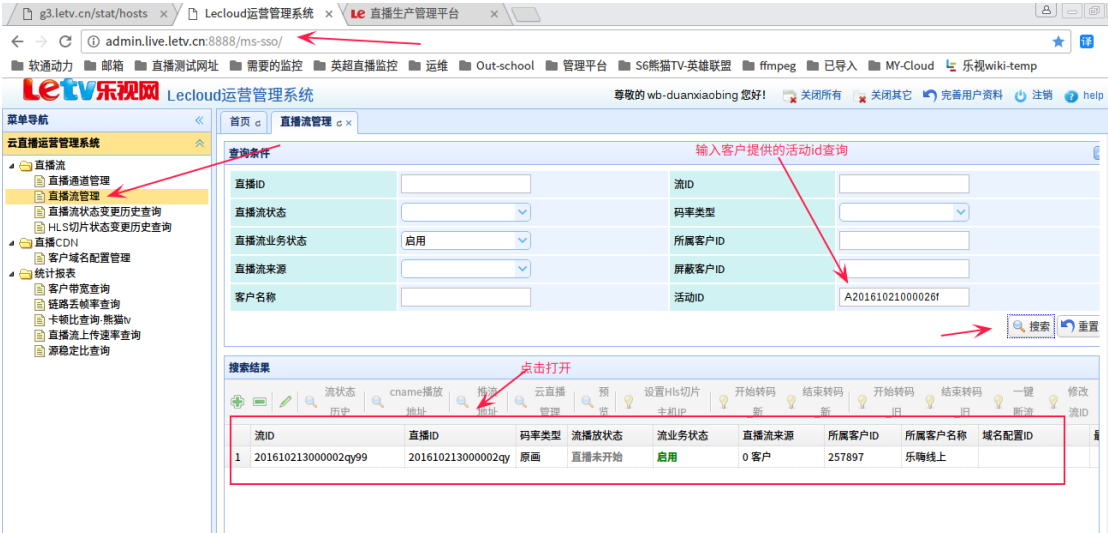 g3.letv.cn/stat/hosts
Lecloud运营管理系统
Le 直播生产管理平台
admin.live.letv.cn:8888/ms-sso/
译
软通动力 邮箱 直播测试网址 需要的监控 英超直播监控 运维 Out-school 管理平台 S6熊猫TV-英雄联盟 ffmpeg 已导入 MY-Cloud 乐视wiki-temp
Letv乐视网 Lecloud运营管理系统
尊敬的 wb-duanxiaobing 您好! 关闭所有 关闭其它 完善用户资料 注销 help
菜单导航
云直播运营管理系统
直播流
直播通道管理
直播流管理
直播流状态变更历史查询
HLS切片状态变更历史查询
直播CDN
客户域名配置管理
统计报表
客户带宽查询
链路丢帧率查询
卡顿比查询-熊猫tv
直播流上传速率查询
源稳定比查询
首页 直播流管理
查询条件
输入客户提供的活动id查询
直播ID 流ID
直播流状态 码率类型
直播流业务状态 启用 所属客户ID
直播流来源 屏蔽客户ID
客户名称 活动ID A20161021000026f
搜索 重置
搜索结果
点击打开
流状态历史 cname播放地址 推流地址 云直播管理 预览 设置Hls切片主机IP 开始转码_新 结束转码_新 开始转码_旧 结束转码_旧 一键断流 修改流ID
流ID 直播ID 码率类型 流播放状态 流业务状态 直播流来源 所属客户ID 所属客户名称 域名配置ID
1 201610213000002qy99 201610213000002qy 原画 直播未开始 启用 0 客户 257897 乐嗨线上